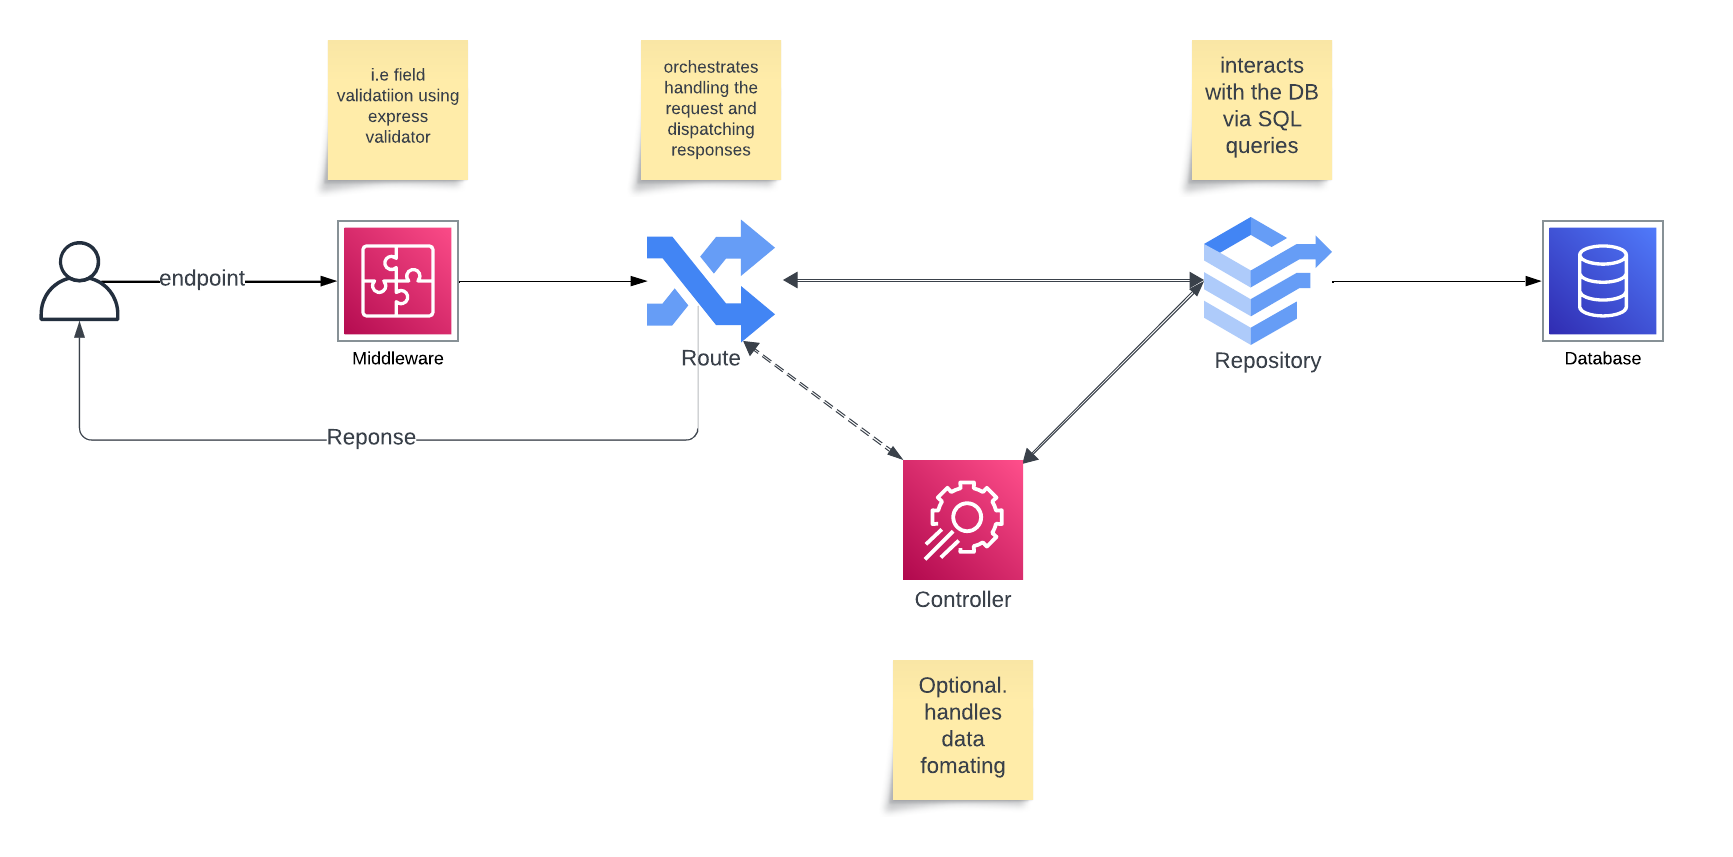 i.e field
validatiion using
express
validator
orchestrates
handling the
request and
dispatching
responses
interacts
with the DB
via SQL
queries
endpoint
Middleware
Route
Repository
Database
Reponse
Controller
Optional.
handles
data
fomating